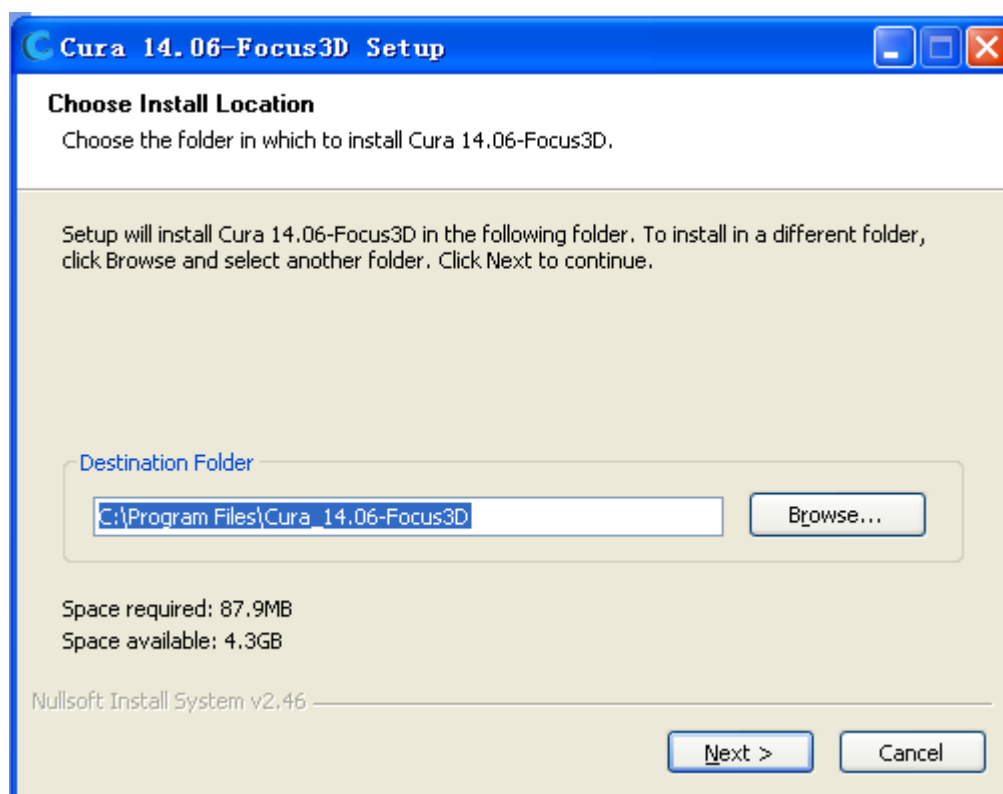 Cura 14.06-Focus3D Setup
Choose Install Location
Choose the folder in which to install Cura 14.06-Focus3D.
Setup will install Cura 14.06-Focus3D in the following folder. To install in a different folder,
click Browse and select another folder. Click Next to continue.
Destination Folder
C:\Program Files\Cura_14.06-Focus3D
Browse...
Space required: 87.9MB
Space available: 4.3GB
Nullsoft Install System v2.46
Next >
Cancel